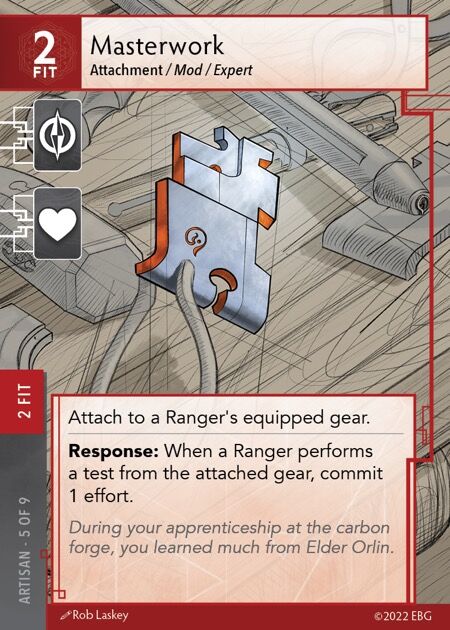 2
FIT
Masterwork
Attachment / Mod / Expert
2 FIT
ARTISAN - 5 OF 9
Attach to a Ranger's equipped gear.
Response: When a Ranger performs
a test from the attached gear, commit
1 effort.
During your apprenticeship at the carbon
forge, you learned much from Elder Orlin.
Rob Laskey
©2022 EBG